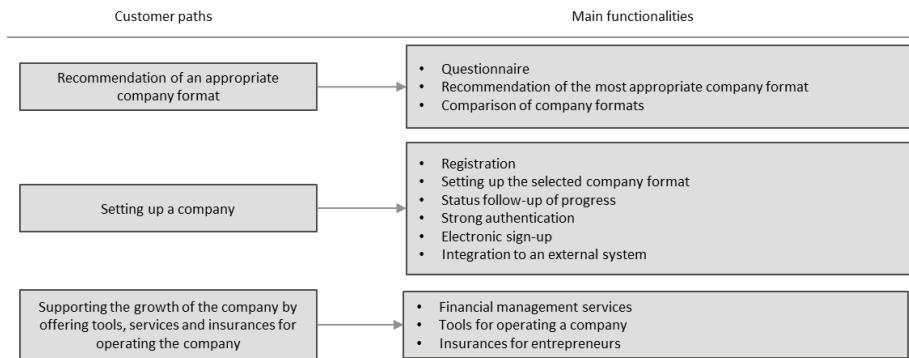 Customer paths
Main functionalities
Recommendation of an appropriate
company format
• Questionnaire
• Recommendation of the most appropriate company format
• Comparison of company formats
Setting up a company
• Registration
• Setting up the selected company format
• Status follow-up of progress
• Strong authentication
• Electronic sign-up
• Integration to an external system
Supporting the growth of the company by
offering tools, services and insurances for
operating the company
• Financial management services
• Tools for operating a company
• Insurances for entrepreneurs